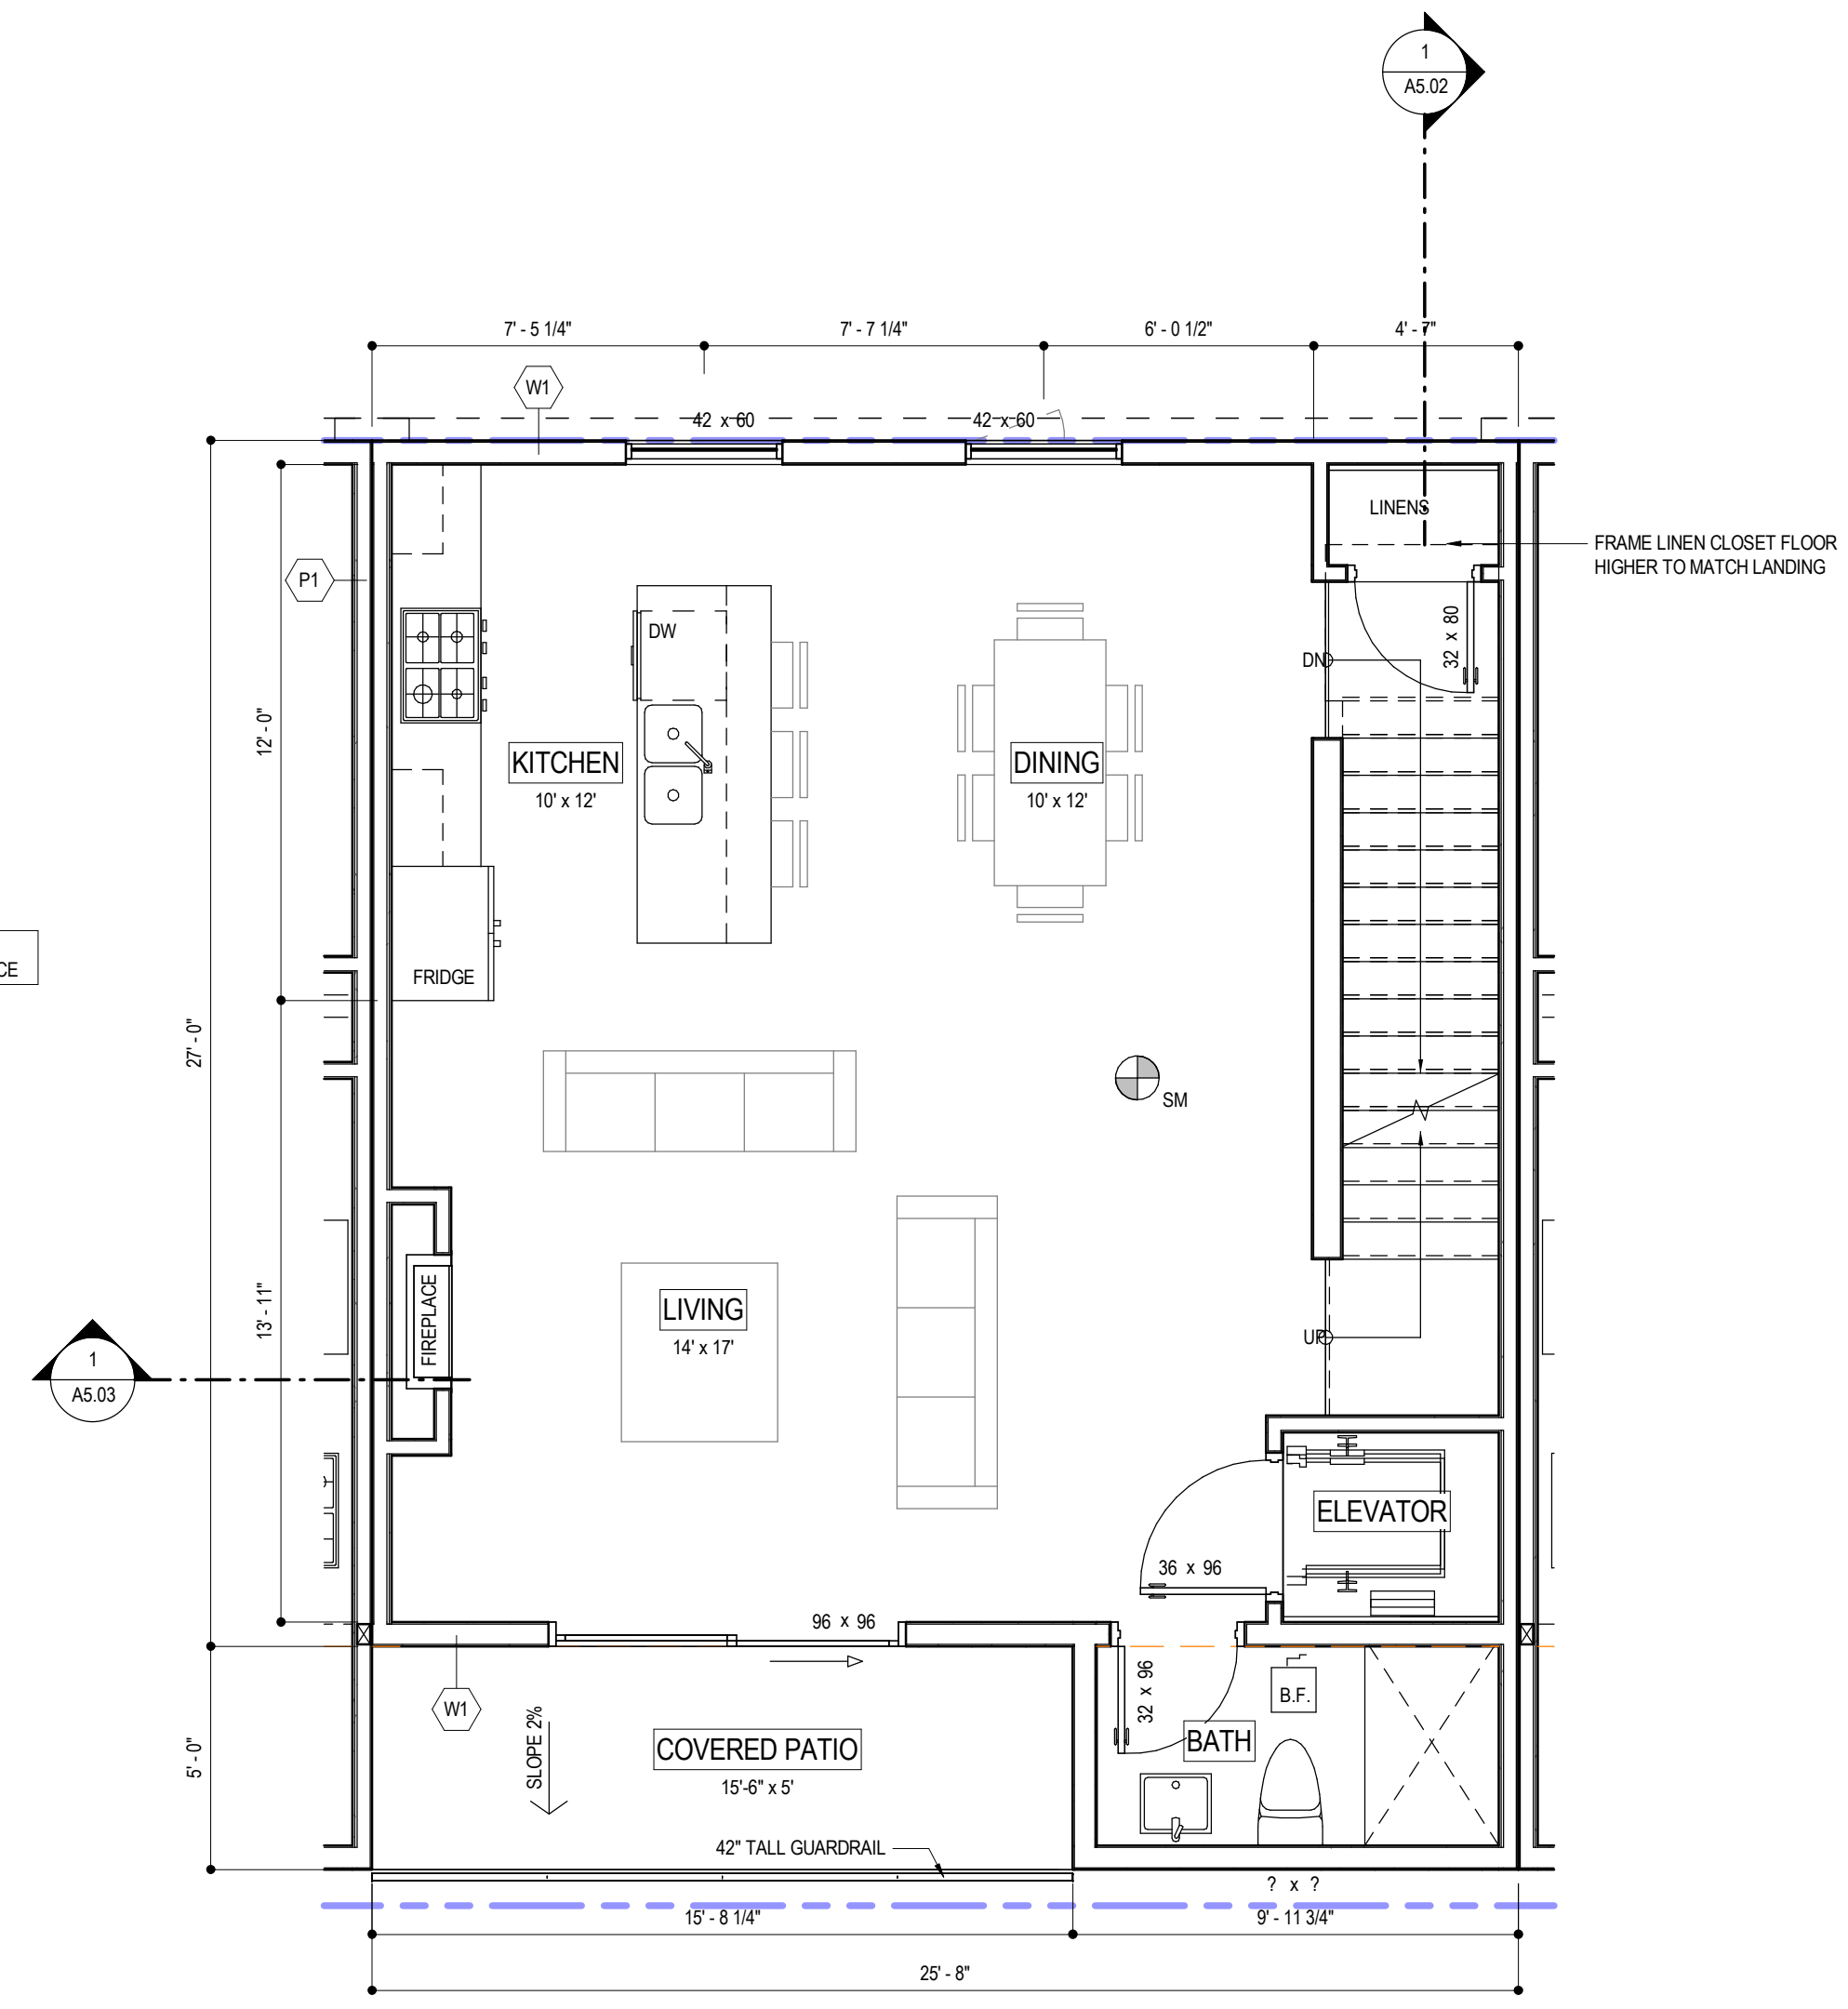 1
A5.02
7' - 5 1/4"
7' - 7 1/4"
6' - 0 1/2"
4' - 7"
W1
42 x 60
42 x 60
LINENS
FRAME LINEN CLOSET FLOOR
HIGHER TO MATCH LANDING
P1
DW
32 x 80
DN
12' - 0"
KITCHEN
10' x 12'
DINING
10' x 12'
CE
FRIDGE
27' - 0"
SM
13' - 11"
FIREPLACE
LIVING
14' x 17'
UP
1
A5.03
ELEVATOR
36 x 96
96 x 96
W1
SLOPE 2%
32 x 96
B.F.
BATH
COVERED PATIO
15'-6" x 5'
5' - 0"
42" TALL GUARDRAIL
? x ?
15' - 8 1/4"
9' - 11 3/4"
25' - 8"